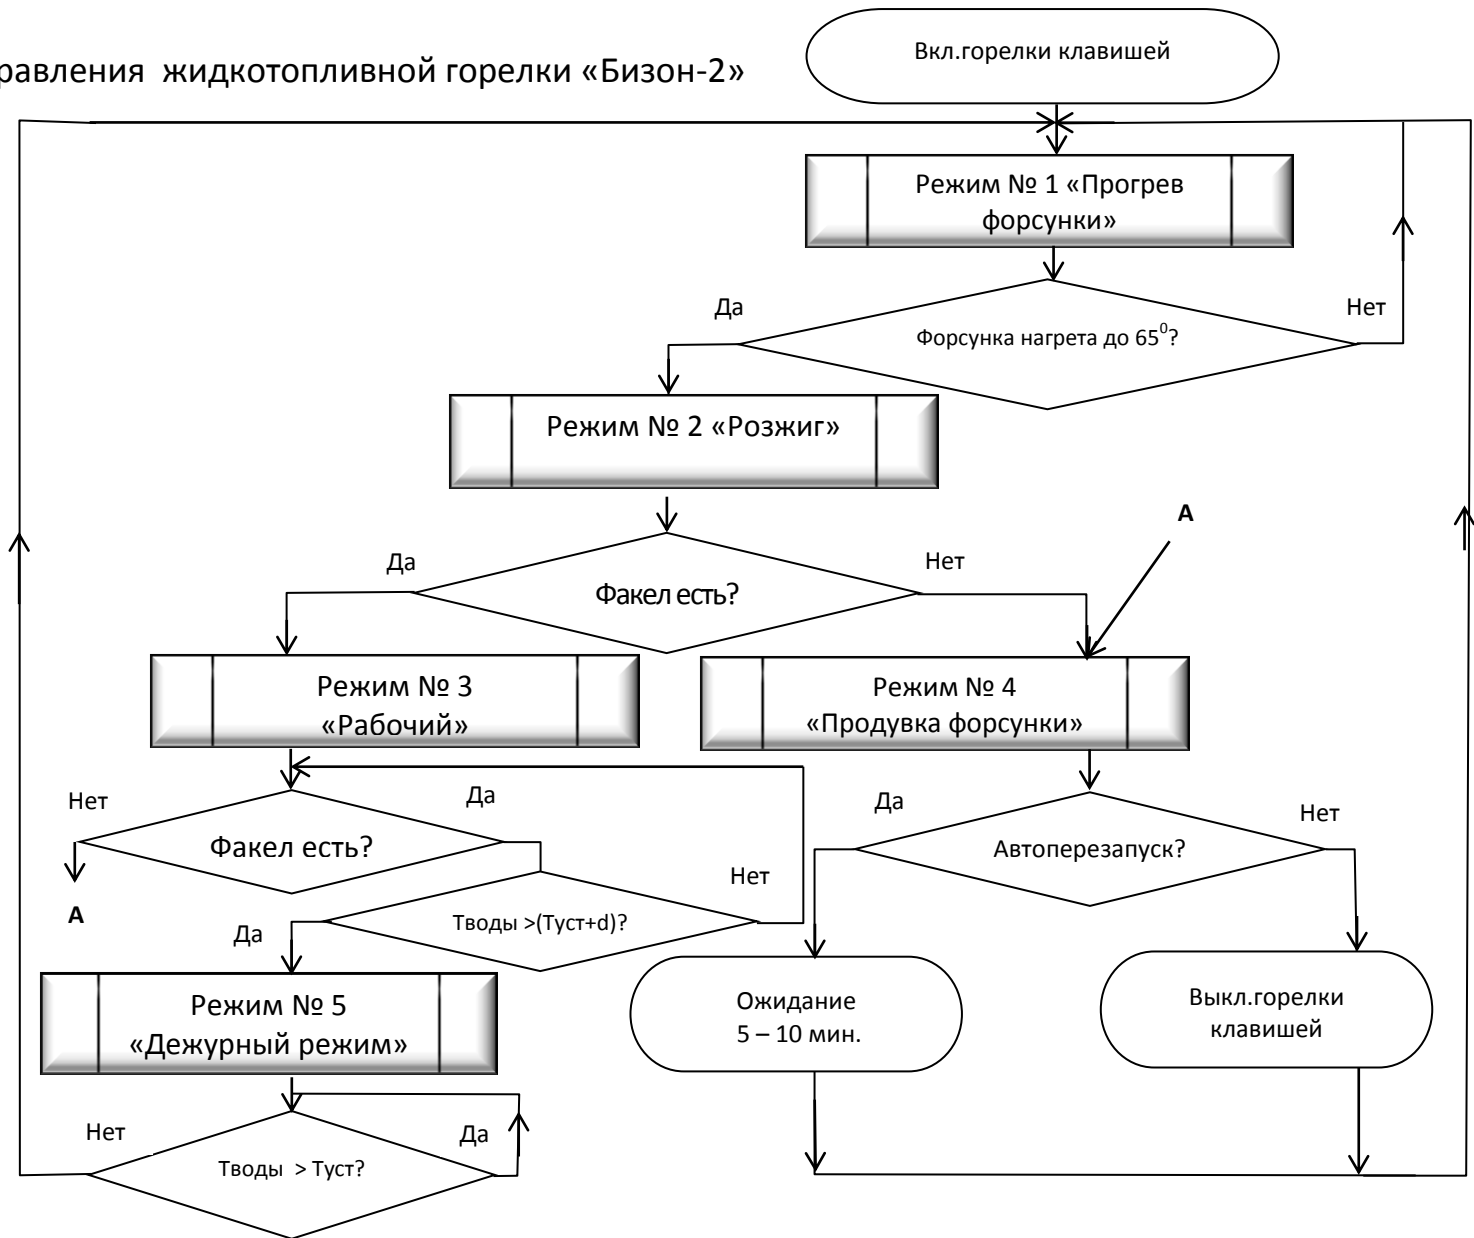 Вкл.горелки клавишей
равления жидкотопливной горелки «Бизон-2»
Режим № 1 «Прогрев
форсунки»
Да
Нет
Форсунка нагрета до 65⁰?
Режим № 2 «Розжиг»
А
Да
Нет
Факел есть?
Режим № 3
«Рабочий»
Режим № 4
«Продувка форсунки»
Нет
Да
Да
Нет
Факел есть?
Автоперезапуск?
Нет
А
Тводы >(Туст+d)?
Да
Режим № 5
«Дежурный режим»
Ожидание
5 – 10 мин.
Выкл.горелки
клавишей
Нет
Да
Тводы > Туст?